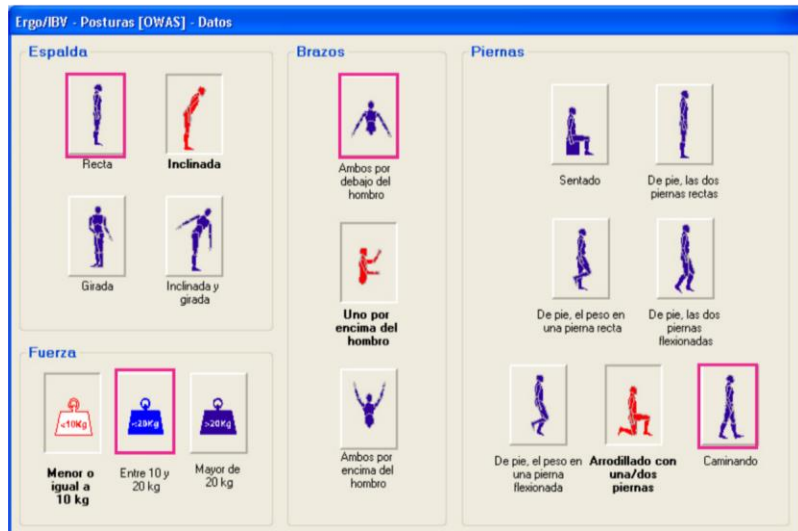 Ergo/IBV - Posturas [OWAS] - Datos
Espalda
Recta
Inclinada
Girada
Inclinada y
girada
Fuerza
<10Kg
<20Kg
>20Kg
Menor o
igual a
10 kg
Entre 10 y
20 kg
Mayor de
20 kg
Brazos
Ambos por
debajo del
hombro
Uno por
encima del
hombro
Ambos por
encima del
hombro
Piernas
Sentado
De pie, las dos
piernas rectas
De pie, el peso en
una pierna recta
De pie, las dos
piernas
flexionadas
De pie, el peso en
una pierna
flexionada
Arrodillado con
una/dos
piernas
Caminando